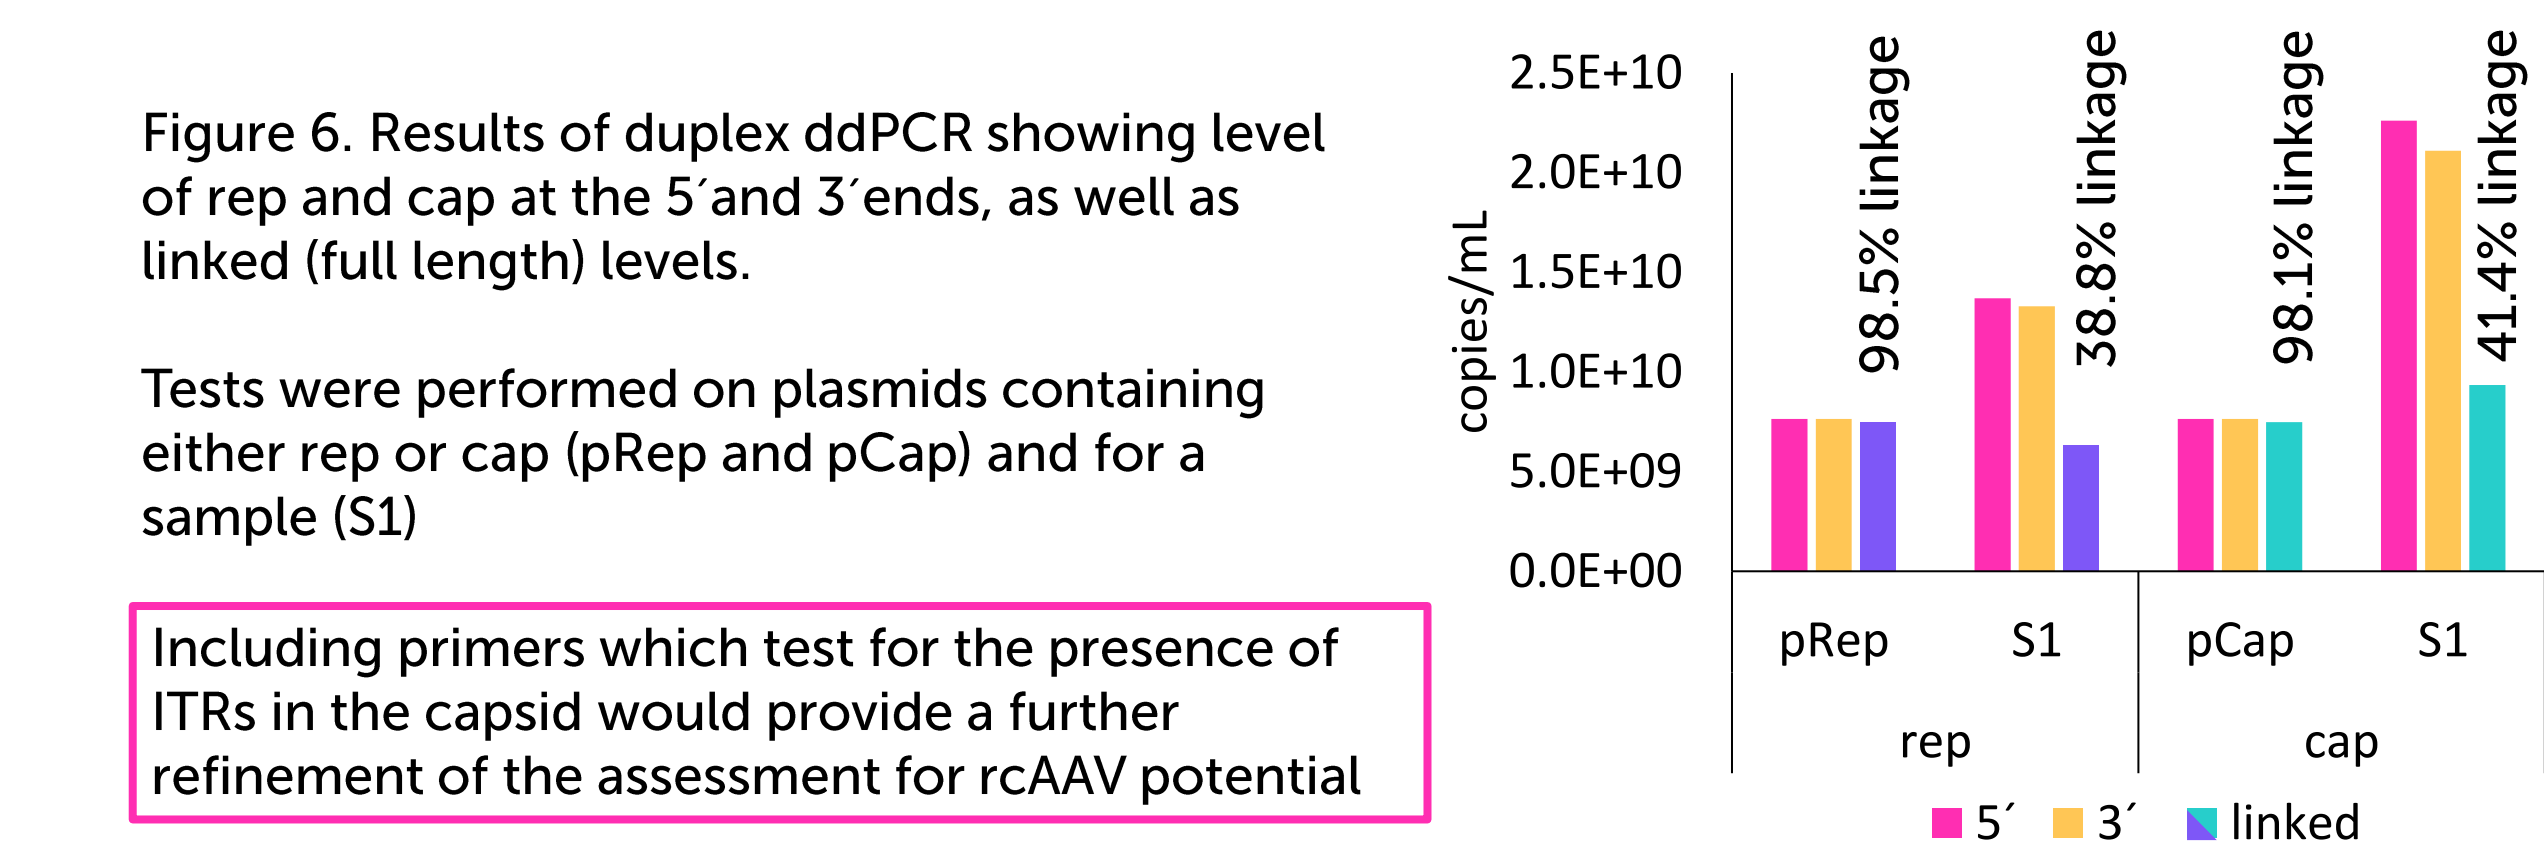 Figure 6. Results of duplex ddPCR showing level
of rep and cap at the 5´and 3´ends, as well as
linked (full length) levels.
Tests were performed on plasmids containing
either rep or cap (pRep and pCap) and for a
sample (S1)
Including primers which test for the presence of
ITRs in the capsid would provide a further
refinement of the assessment for rcAAV potential
copies/mL
2.5E+10
2.0E+10
1.5E+10
1.0E+10
5.0E+09
0.0E+00
98.5% linkage
38.8% linkage
98.1% linkage
41.4% linkage
pRep S1 pCap S1
rep cap
5´ 3´ linked